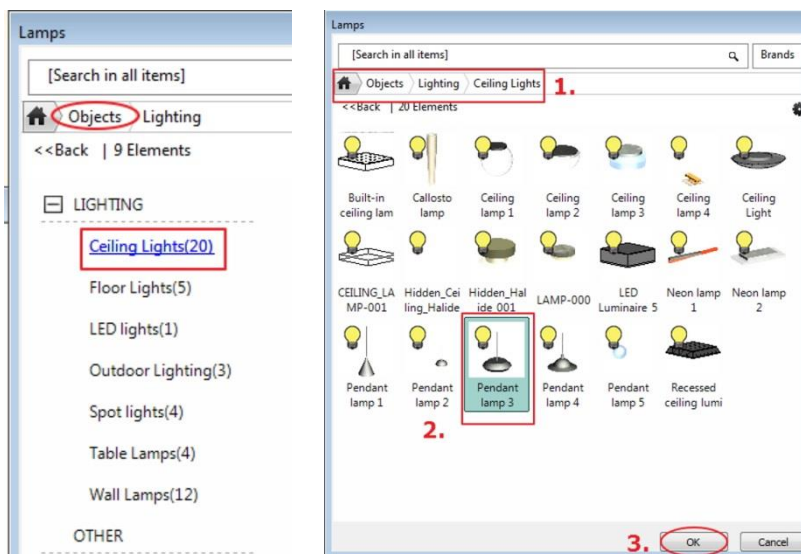 Lamps
[Search in all items]
Objects Lighting
<<Back | 9 Elements
LIGHTING
Ceiling Lights(20)
Floor Lights(5)
LED lights(1)
Outdoor Lighting(3)
Spot lights(4)
Table Lamps(4)
Wall Lamps(12)
OTHER
Lamps
[Search in all items]
Brands
Objects Lighting Ceiling Lights 1.
<<Back | 20 Elements
Built-in Callosto Ceiling Ceiling Ceiling Ceiling Ceiling
ceiling lam lamp lamp 1 lamp 2 lamp 3 lamp 4 Light
CEILING_LA Hidden_Cei Hidden_Hal LAMP-000 LED Neon lamp Neon lamp
MP-001 ling_Halide ide 001 Luminaire 5 1 2
Pendant Pendant Pendant Pendant Pendant Recessed
lamp 1 lamp 2 lamp 3 lamp 4 lamp 5 ceiling lumi
2.
3. OK Cancel